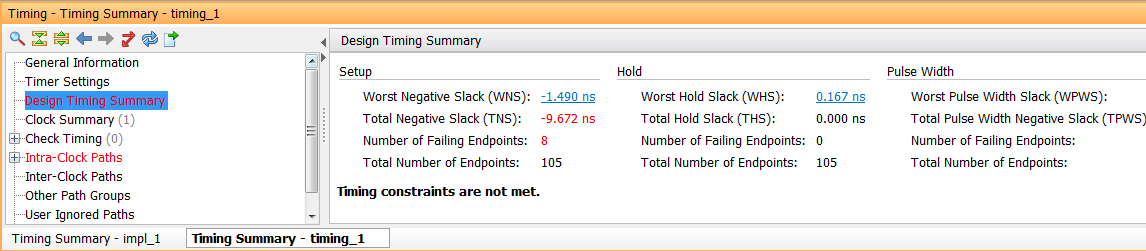 Timing - Timing Summary - timing_1
General Information
Timer Settings
Design Timing Summary
Clock Summary (1)
Check Timing (0)
Intra-Clock Paths
Inter-Clock Paths
Other Path Groups
User Ignored Paths
Design Timing Summary
Setup Hold Pulse Width
Worst Negative Slack (WNS): -1.490 ns Worst Hold Slack (WHS): 0.167 ns Worst Pulse Width Slack (WPWS):
Total Negative Slack (TNS): -9.672 ns Total Hold Slack (THS): 0.000 ns Total Pulse Width Negative Slack (TPWS):
Number of Failing Endpoints: 8 Number of Failing Endpoints: 0 Number of Failing Endpoints:
Total Number of Endpoints: 105 Total Number of Endpoints: 105 Total Number of Endpoints:
Timing constraints are not met.
Timing Summary - impl_1 Timing Summary - timing_1